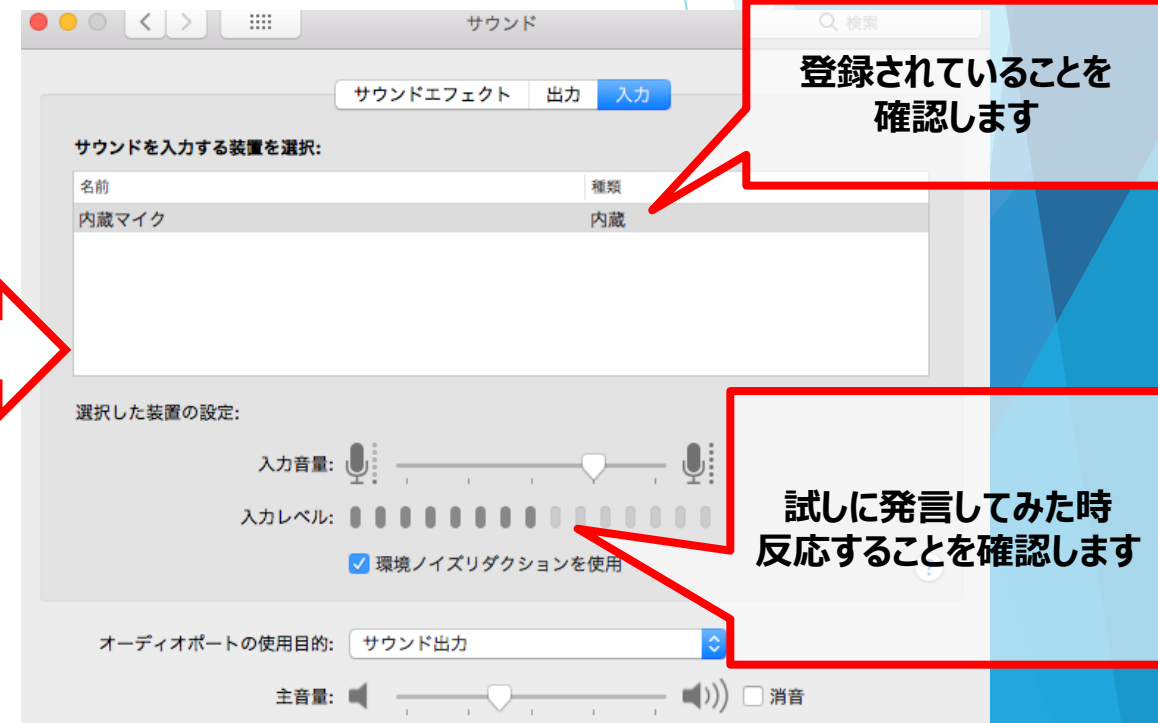 サウンド
検索
登録されていることを
確認します
サウンドエフェクト 出力 入力
サウンドを入力する装置を選択:
名前 種類
内蔵マイク 内蔵
選択した装置の設定:
入力音量:
入力レベル:
試しに発言してみた時
反応することを確認します
環境ノイズリダクションを使用
?
オーディオポートの使用目的: サウンド出力
主音量: 消音